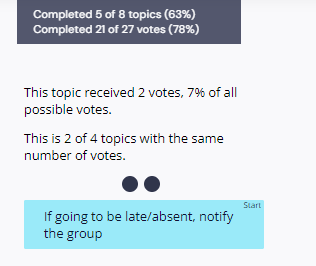 Completed 5 of 8 topics (63%)
Completed 21 of 27 votes (78%)
This topic received 2 votes, 7% of all
possible votes.
This is 2 of 4 topics with the same
number of votes.
Start
If going to be late/absent, notify
the group